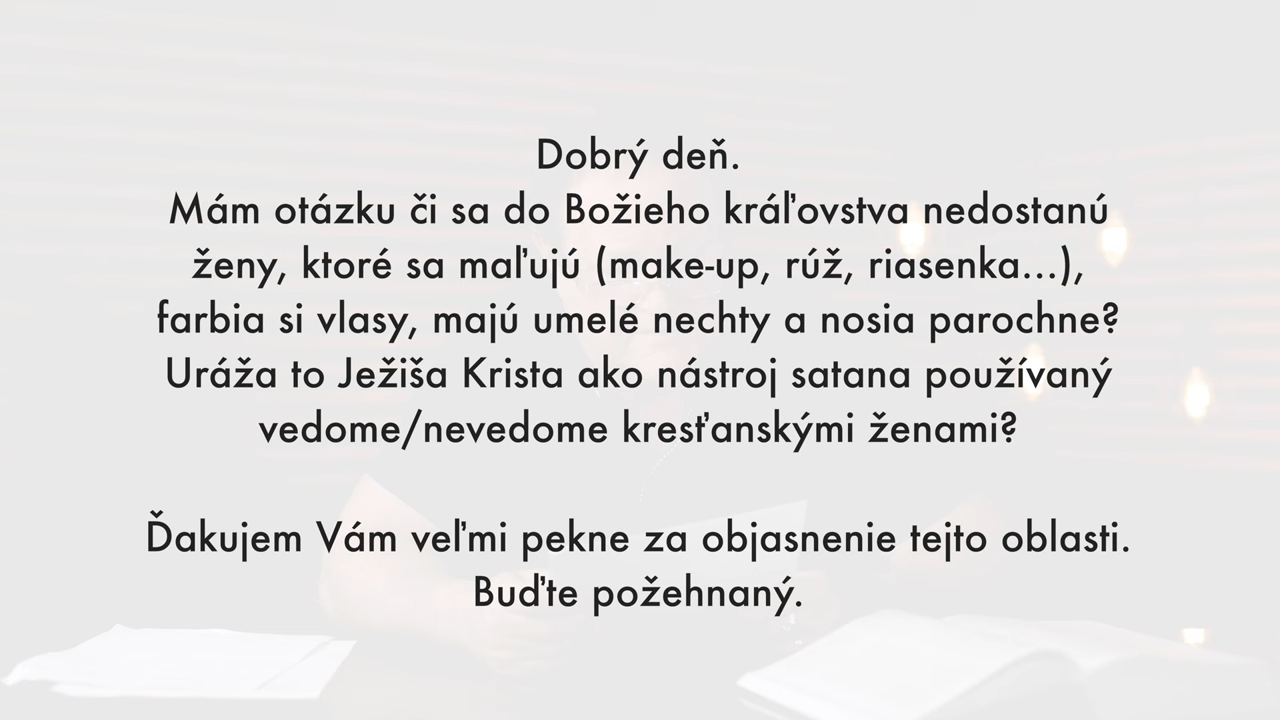 Dobrý deň.
Mám otázku či sa do Božieho kráľovstva nedostanú
ženy, ktoré sa maľujú (make-up, rúž, riasenka...),
farbia si vlasy, majú umelé nechty a nosia parochne?
Uráža to Ježiša Krista ako nástroj satana používaný
vedome/nevedome kresťanskými ženami?
Ďakujem Vám veľmi pekne za objasnenie tejto oblasti.
Buďte požehnaný.